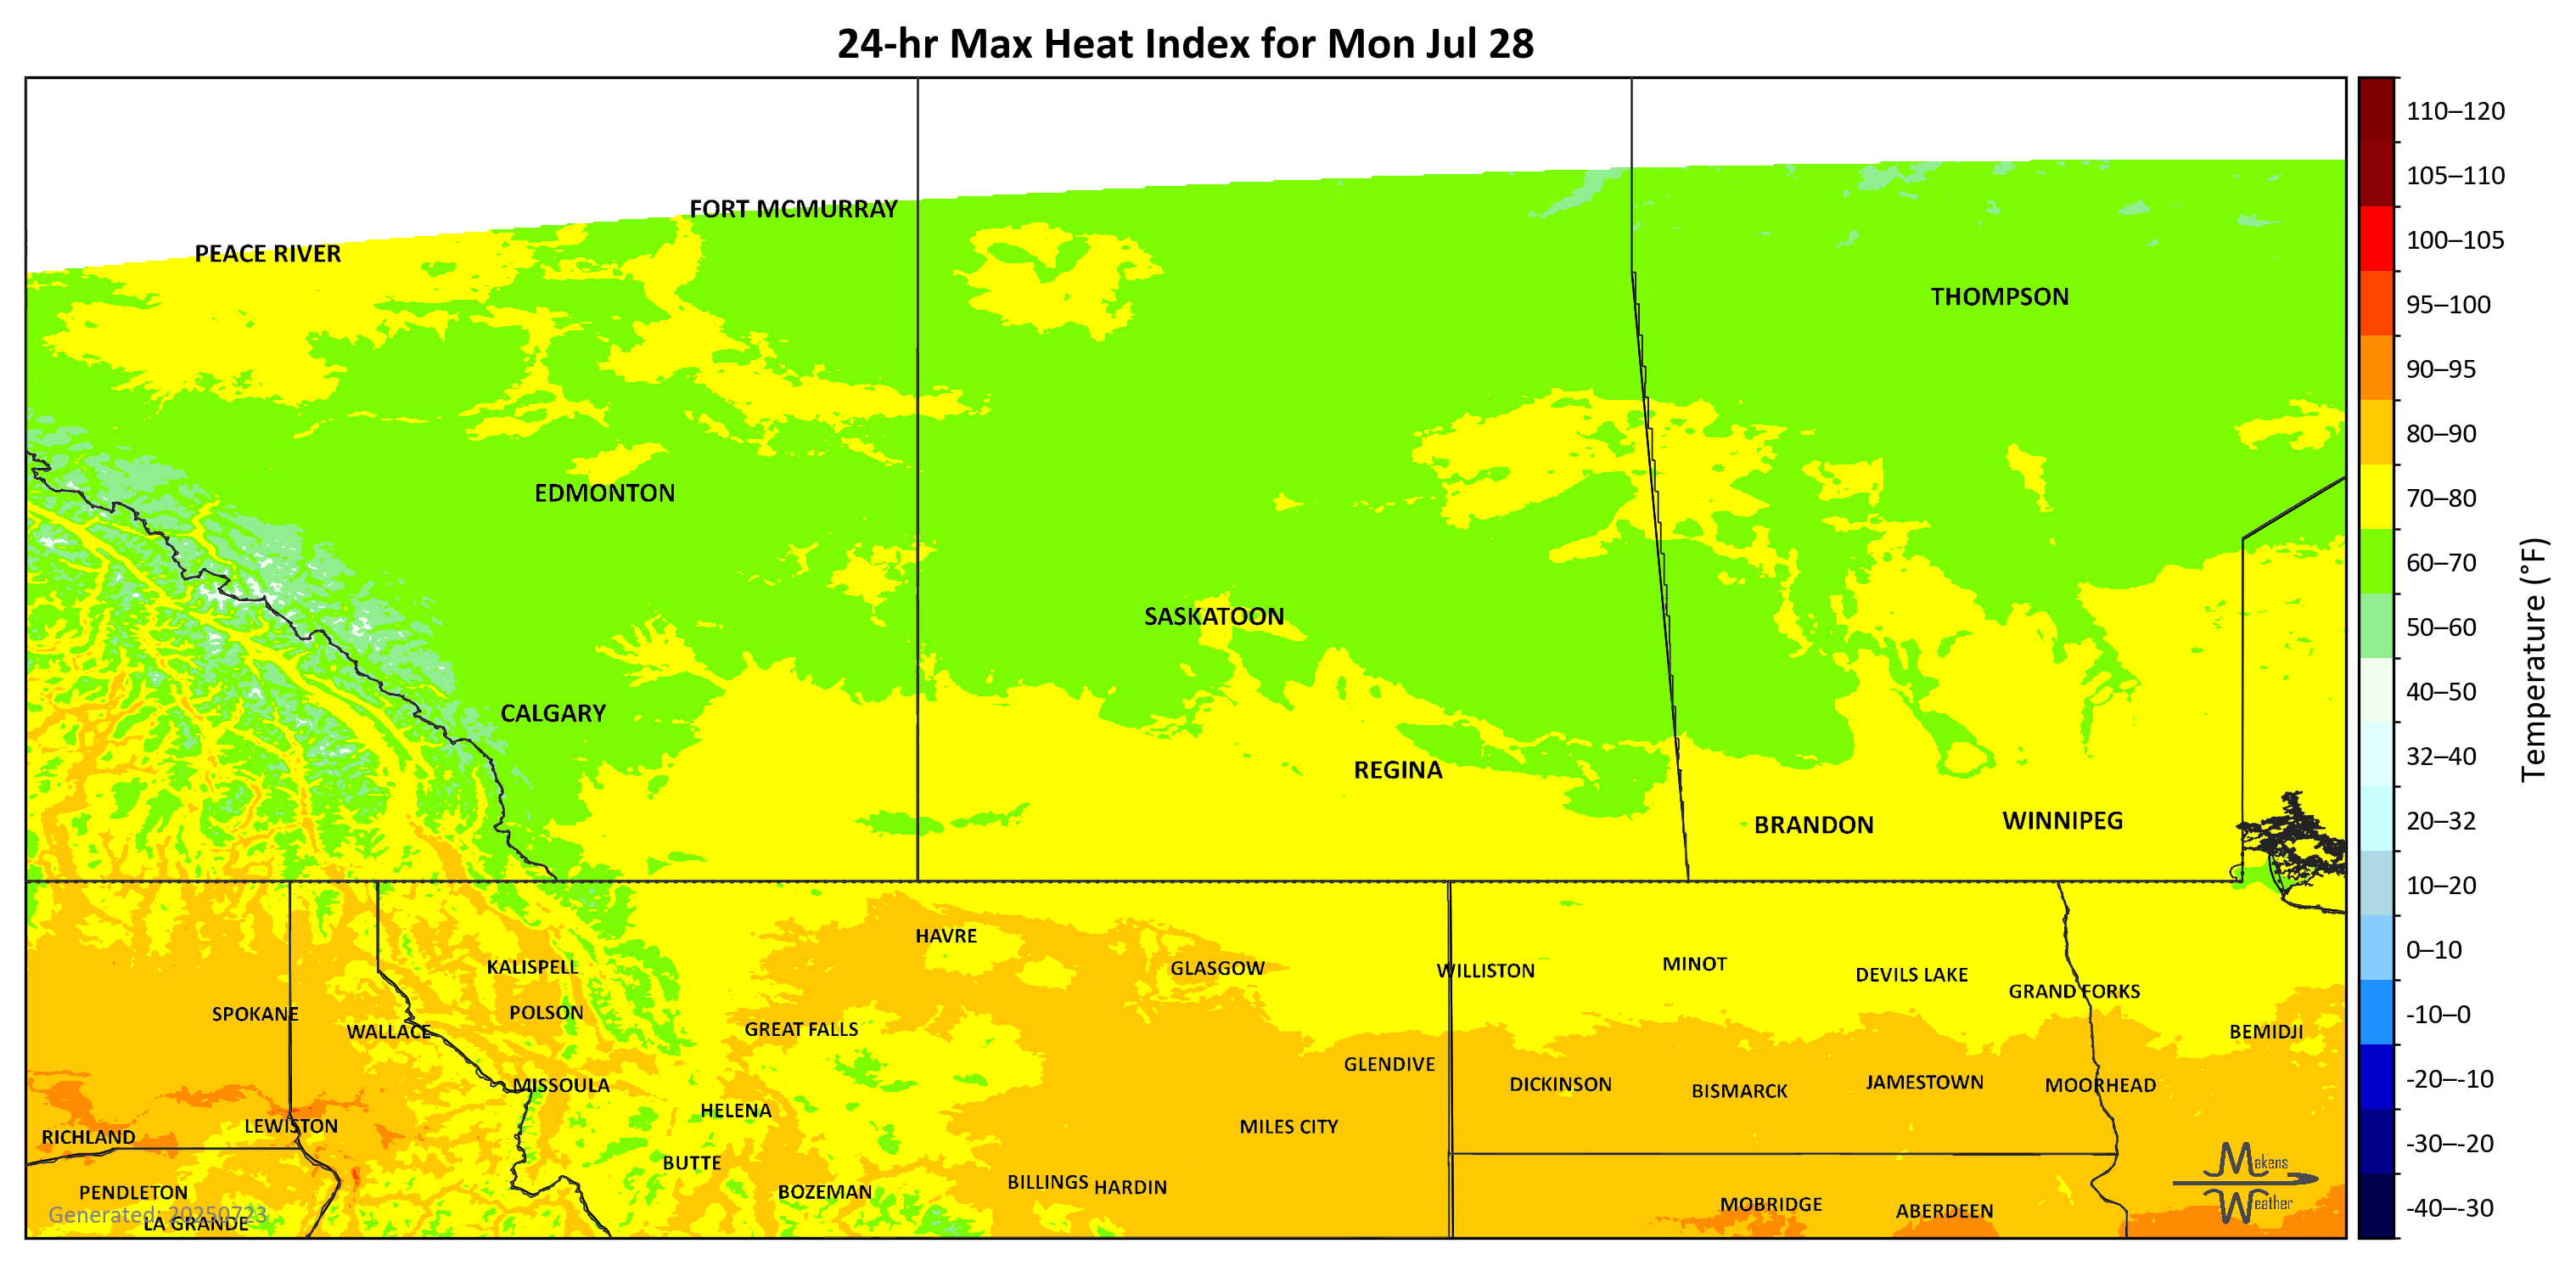 24-hr Max Heat Index for Mon Jul 28
110–120
105–110
100–105
95–100
90–95
80–90
70–80
60–70
50–60
40–50
32–40
20–32
10–20
0–10
-10–0
-20–-10
-30–-20
-40–-30
Temperature (°F)
FORT MCMURRAY
PEACE RIVER
THOMPSON
EDMONTON
SASKATOON
CALGARY
REGINA
BRANDON
WINNIPEG
HAVRE
KALISPELL
GLASGOW
WILLISTON
MINOT
DEVILS LAKE
GRAND FORKS
SPOKANE
POLSON
WALLACE
GREAT FALLS
BEMIDJI
GLENDIVE
MISSOULA
DICKINSON
BISMARCK
JAMESTOWN
MOORHEAD
HELENA
LEWISTON
MILES CITY
RICHLAND
BUTTE
BILLINGS
HARDIN
PENDLETON
BOZEMAN
MOBRIDGE
ABERDEEN
LA GRANDE
Generated: 20250723
Makens
Weather